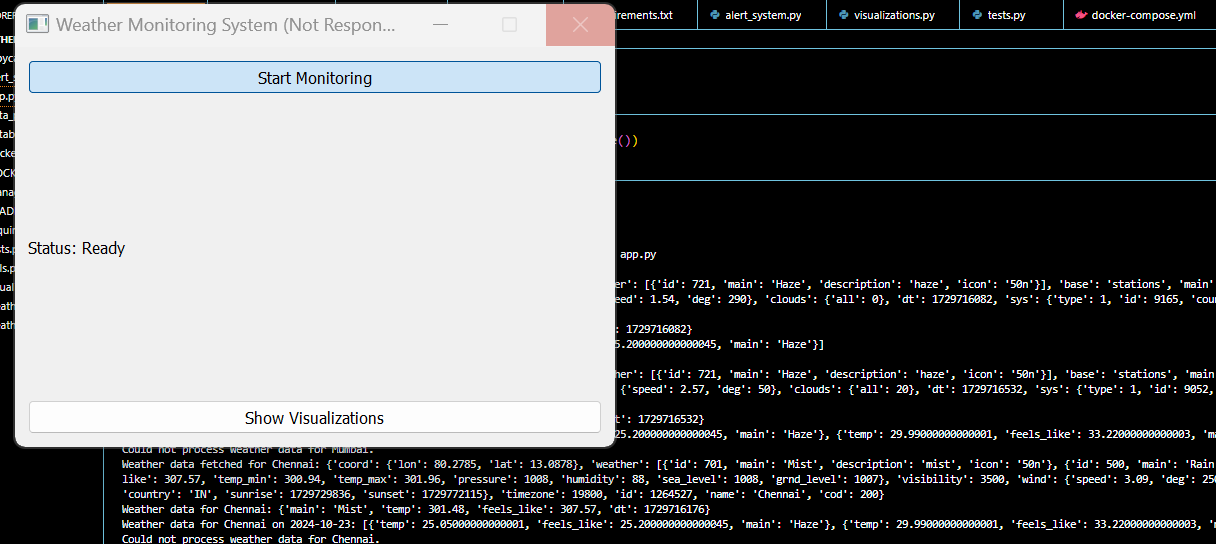 Weather Monitoring System (Not Respon...
irements.txt
alert_system.py
visualizations.py
tests.py
docker-compose.yml
Start Monitoring
())
Status: Ready
app.py
her': [{'id': 721, 'main': 'Haze', 'description': 'haze', 'icon': '50n'}], 'base': 'stations', 'main'
eed': 1.54, 'deg': 290}, 'clouds': {'all': 0}, 'dt': 1729716082, 'sys': {'type': 1, 'id': 9165, 'cou
: 1729716082}
5.200000000000045, 'main': 'Haze'}]
ther': [{'id': 721, 'main': 'Haze', 'description': 'haze', 'icon': '50n'}], 'base': 'stations', 'main
{'speed': 2.57, 'deg': 50}, 'clouds': {'all': 20}, 'dt': 1729716532, 'sys': {'type': 1, 'id': 9052,
t': 1729716532}
Show Visualizations
25.200000000000045, 'main': 'Haze'}, {'temp': 29.99000000000001, 'feels_like': 33.22000000000003, 'm
Could not process weather data for Mumbai.
Weather data fetched for Chennai: {'coord': {'lon': 80.2785, 'lat': 13.0878}, 'weather': [{'id': 701, 'main': 'Mist', 'description': 'mist', 'icon': '50n'}, {'id': 500, 'main': 'Rain
like': 307.57, 'temp_min': 300.94, 'temp_max': 301.96, 'pressure': 1008, 'humidity': 88, 'sea_level': 1008, 'grnd_level': 1007}, 'visibility': 3500, 'wind': {'speed': 3.09, 'deg': 250
'country': 'IN', 'sunrise': 1729729836, 'sunset': 1729772115}, 'timezone': 19800, 'id': 1264527, 'name': 'Chennai', 'cod': 200}
Weather data for Chennai: {'main': 'Mist', 'temp': 301.48, 'feels_like': 307.57, 'dt': 1729716176}
Weather data for Chennai on 2024-10-23: [{'temp': 25.05000000000001, 'feels_like': 25.200000000000045, 'main': 'Haze'}, {'temp': 29.99000000000001, 'feels_like': 33.22000000000003, 'm
Could not process weather data for Chennai.